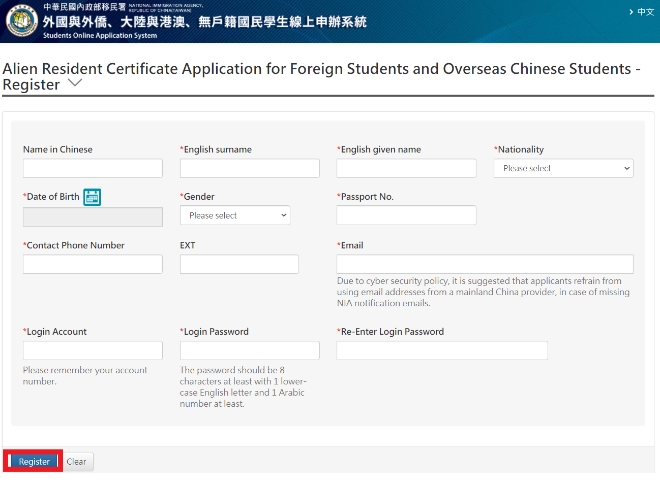 中華民國內政部移民署 NATIONAL IMMIGRATION AGENCY, REPUBLIC OF CHINA(TAIWAN)
外國與外僑、大陸與港澳、無戶籍國民學生線上申辦系統
Students Online Application System
中文
Alien Resident Certificate Application for Foreign Students and Overseas Chinese Students -
Register
Name in Chinese
*English surname
*English given name
*Nationality
Please select
*Date of Birth
*Gender
*Passport No.
Please select
*Contact Phone Number
EXT
*Email
Due to cyber security policy, it is suggested that applicants refrain from
using email addresses from a mainland China provider, in case of missing
NIA notification emails.
*Login Account
*Login Password
*Re-Enter Login Password
Please remember your account
number.
The password should be 8
characters at least with 1 lower-
case English letter and 1 Arabic
number at least.
Register
Clear